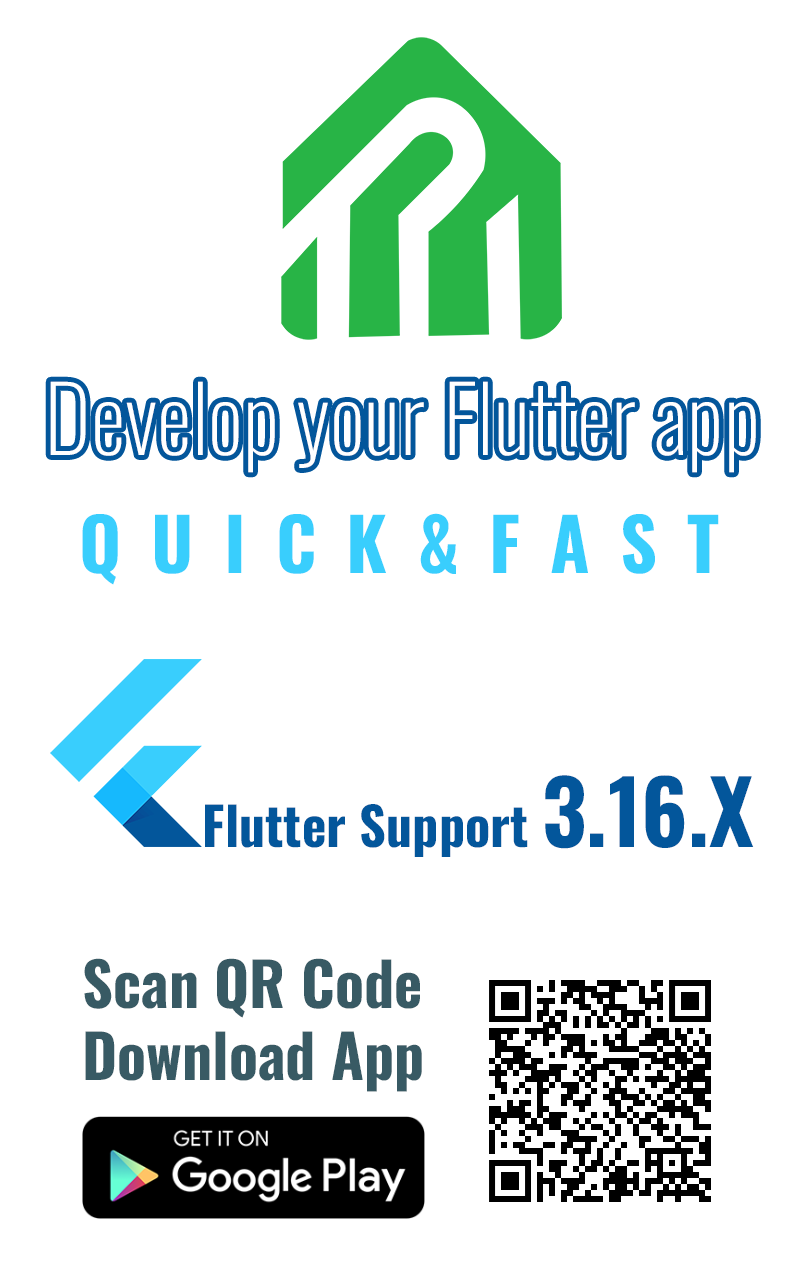 Develop your Flutter app
QUICK&FAST
Flutter Support 3.16.X
Scan QR Code
Download App
GET IT ON
Google Play